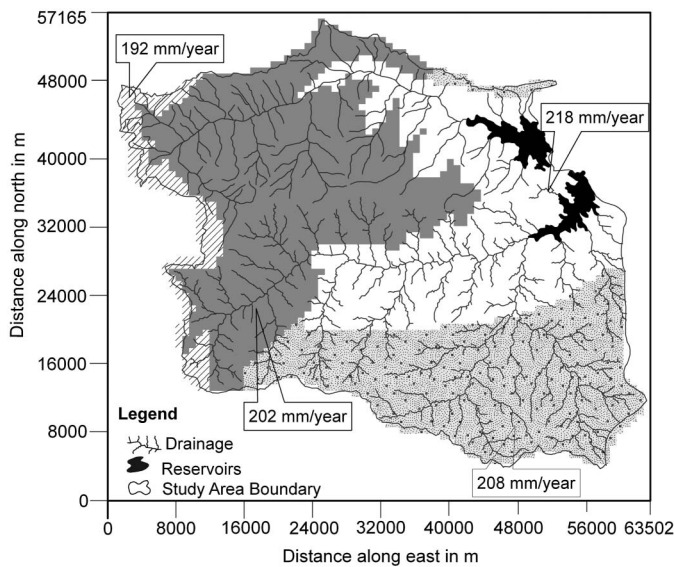 57165
48000
40000
32000
24000
16000
8000
0
Distance along north in m
192 mm/year
218 mm/year
202 mm/year
208 mm/year
Legend
Drainage
Reservoirs
Study Area Boundary
0 8000 16000 24000 32000 40000 48000 56000 63502
Distance along east in m